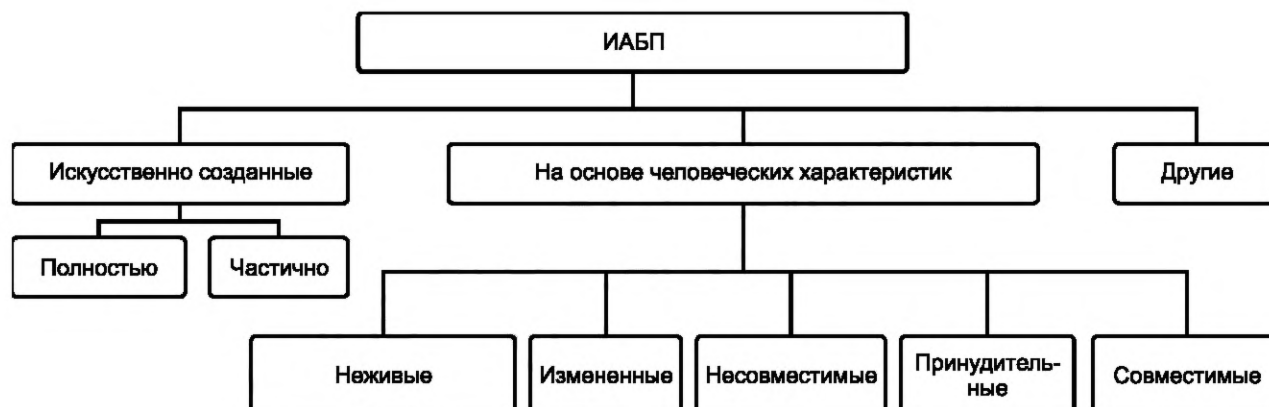 ИАБП
Искусственно созданные
На основе человеческих характеристик
Другие
Полностью
Частично
Неживые
Измененные
Несовместимые
Принудитель-
ные
Совместимые